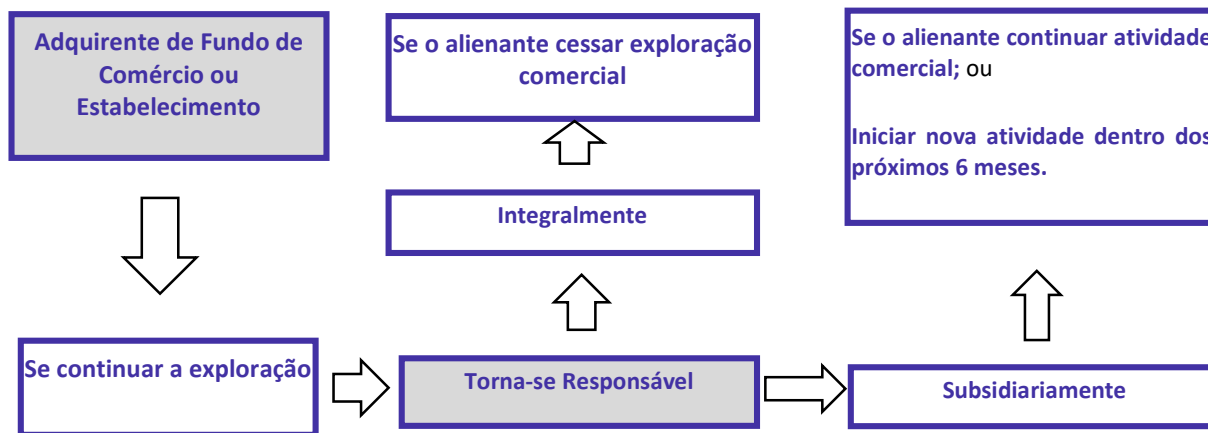 Adquirente de Fundo de
Comércio ou
Estabelecimento
Se continuar a exploração
Torna-se Responsável
Integralmente
Se o alienante cessar exploração
comercial
Subsidiariamente
Se o alienante continuar atividade
comercial; ou
Iniciar nova atividade dentro dos
próximos 6 meses.